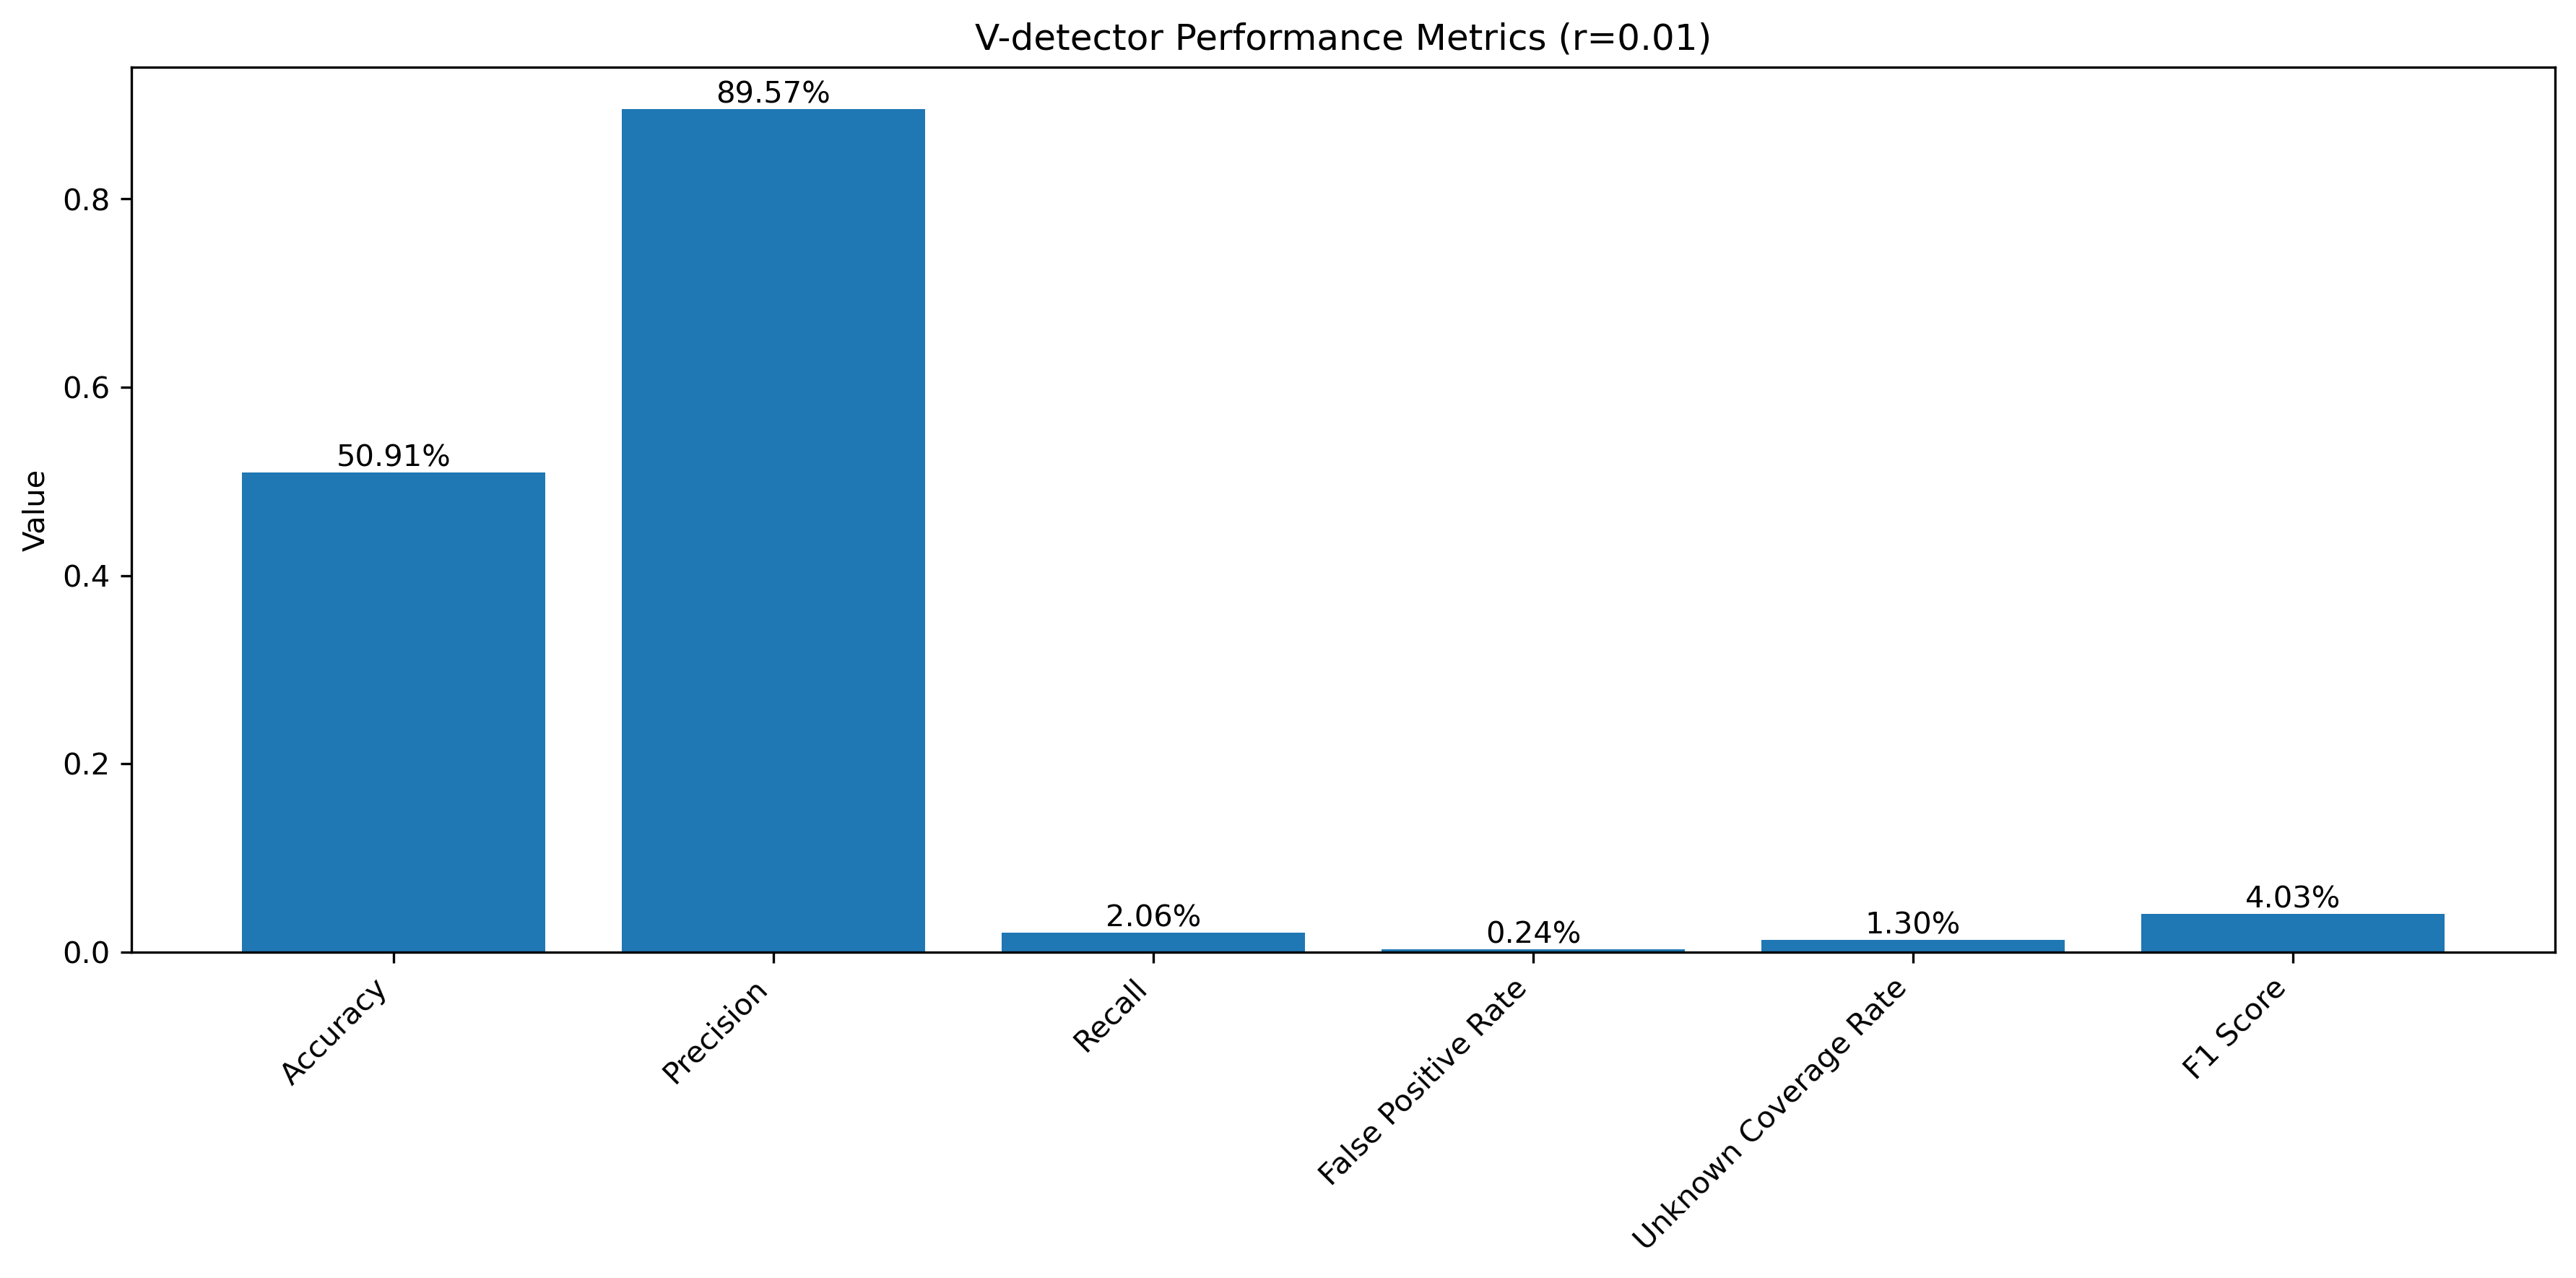 V-detector Performance Metrics (r=0.01)
Value
0.8
0.6
0.4
0.2
0.0
50.91%
89.57%
2.06%
0.24%
1.30%
4.03%
Accuracy
Precision
Recall
False Positive Rate
Unknown Coverage Rate
F1 Score